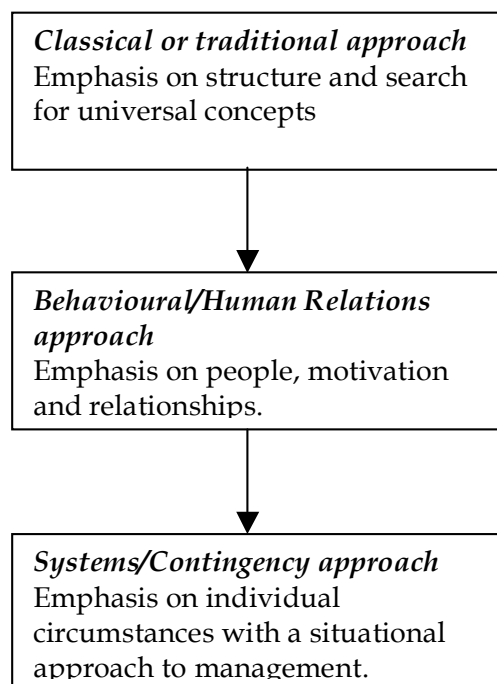 Classical or traditional approach
Emphasis on structure and search
for universal concepts
Behavioural/Human Relations
approach
Emphasis on people, motivation
and relationships.
Systems/Contingency approach
Emphasis on individual
circumstances with a situational
approach to management.